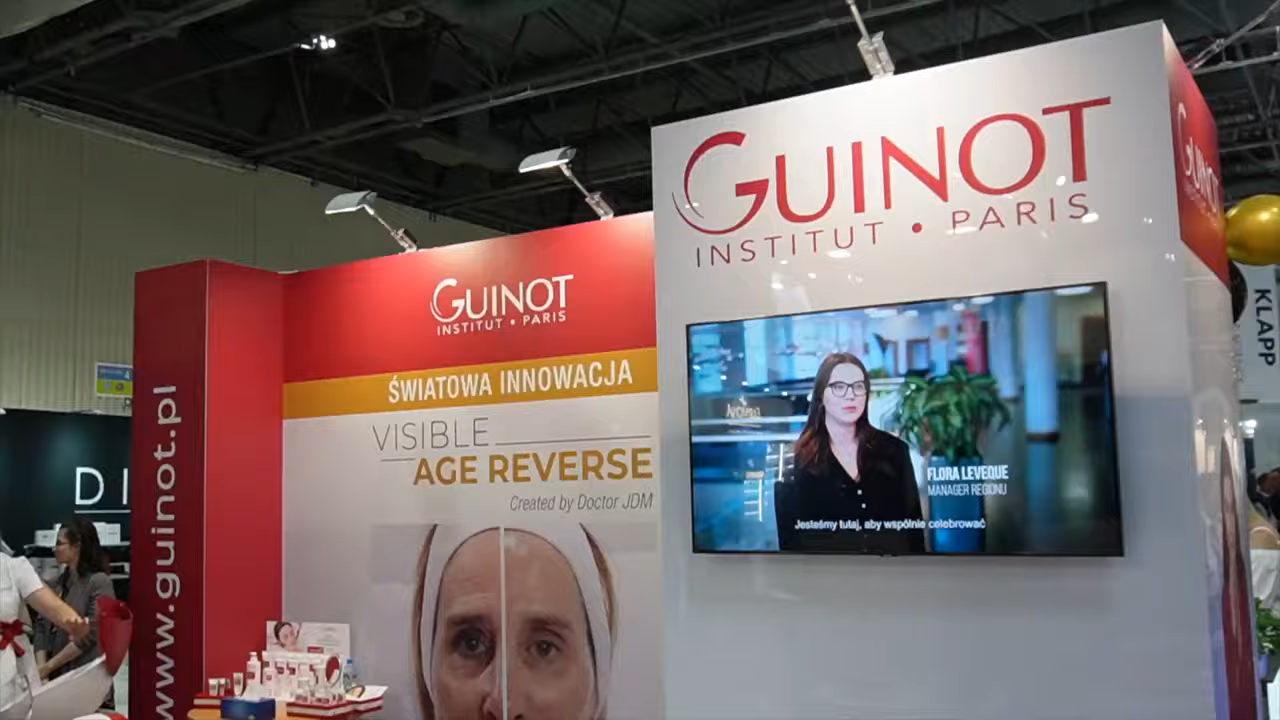 GUINOT
INSTITUT • PARIS
GUINOT
GUINOT
INSTITUT • PARIS
ŚWIATOWA INNOWACJA
VISIBLE
AGE REVERSE
Created by Doctor JDM
www.guinot.pl
FLORA LEVEQUE
MANAGER REGIONU
Jesteśmy tutaj, aby wspólnie celebrować
KLAPP
DI